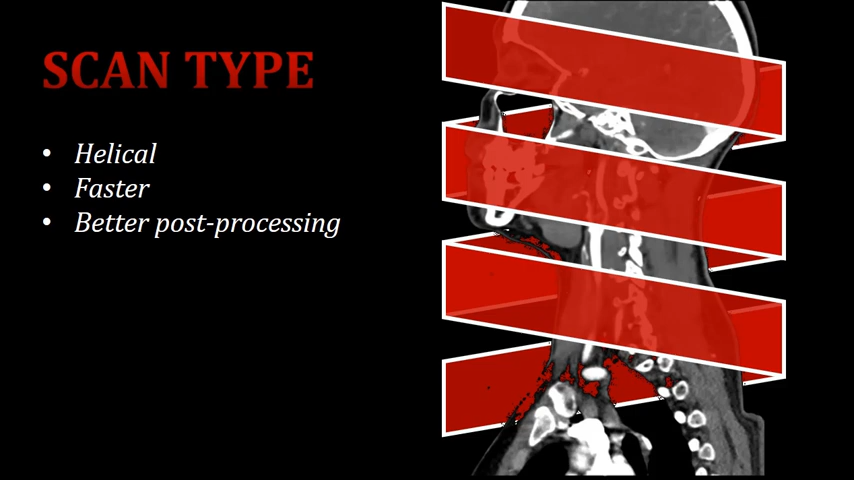 SCAN TYPE
• Helical
• Faster
• Better post-processing